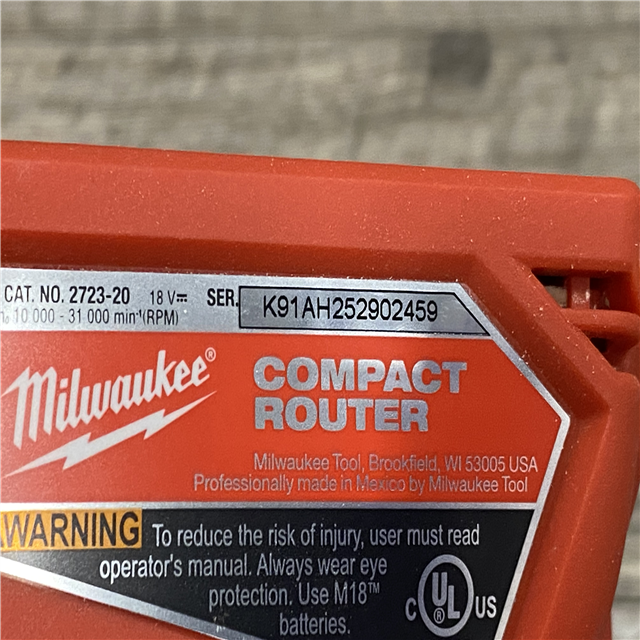 CAT. NO. 2723-20 18 V⎓ SER. K91AH252902459
10 000 - 31 000 min⁻¹(RPM)
Milwaukee®
COMPACT
ROUTER
Milwaukee Tool, Brookfield, WI 53005 USA
Professionally made in Mexico by Milwaukee Tool
WARNING To reduce the risk of injury, user must read
operator's manual. Always wear eye
protection. Use M18™
batteries.
C UL US